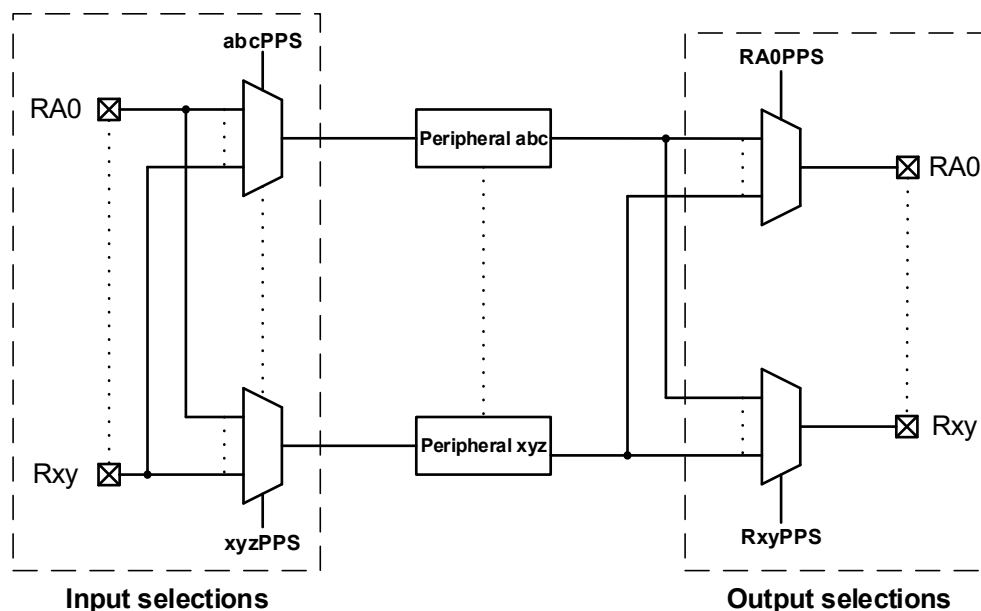 abcPPS
RA0PPS
RA0
Peripheral abc
RA0
Rxy
Peripheral xyz
Rxy
xyzPPS
RxyPPS
Input selections
Output selections